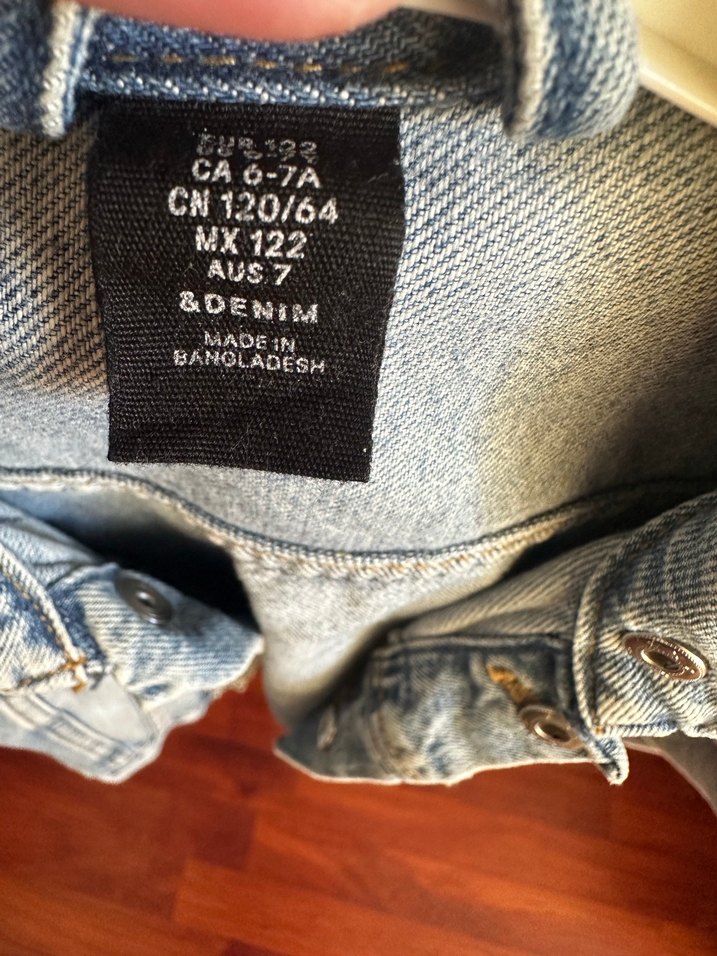 CA 6-7A
CN 120/64
MX 122
AUS 7
&DENIM
MADE IN
BANGLADESH